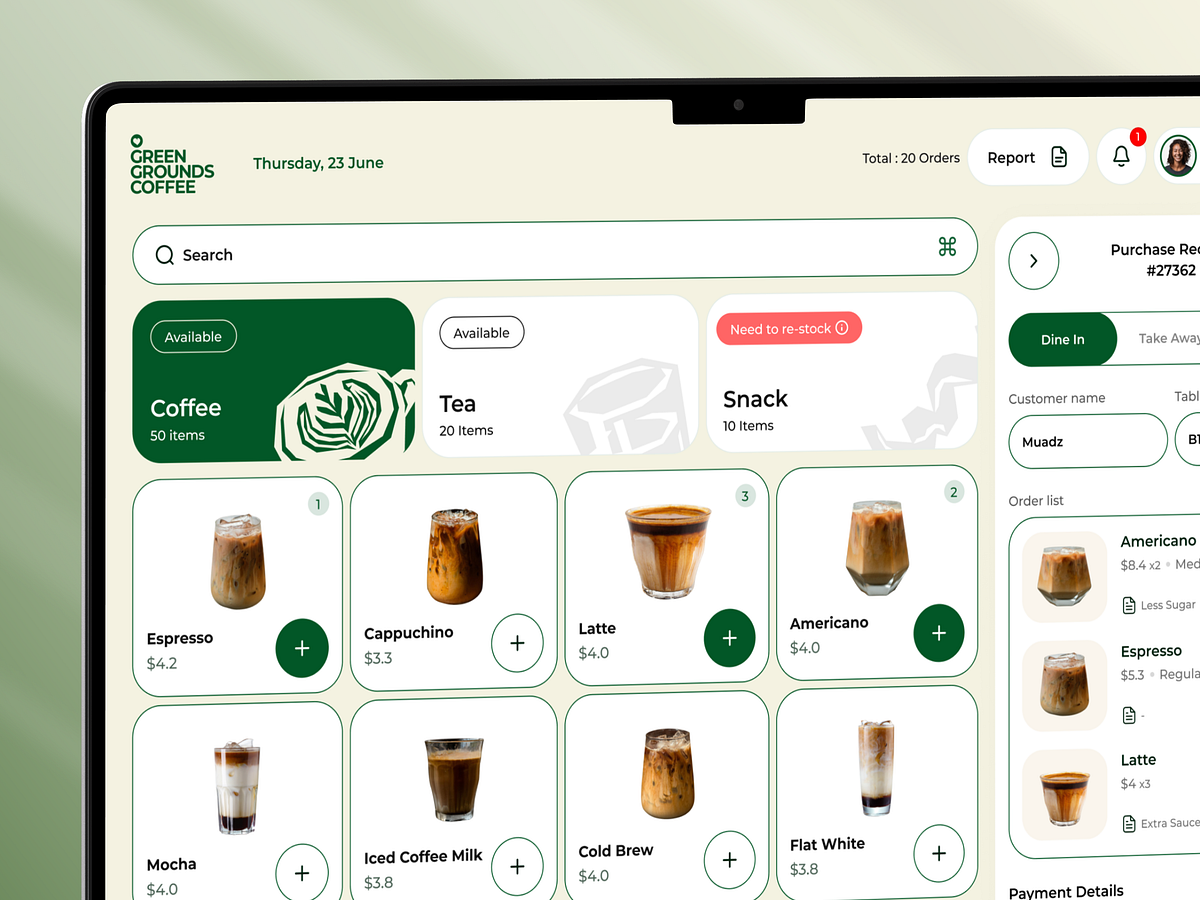 GREEN
GROUNDS
COFFEE
Thursday, 23 June
Total : 20 Orders
Report
1
Search
Available
Coffee
50 items
Available
Tea
20 Items
Need to re-stock
Snack
10 Items
1
Espresso
$4.2
Cappuchino
$3.3
3
Latte
$4.0
2
Americano
$4.0
Mocha
$4.0
Iced Coffee Milk
$3.8
Cold Brew
$4.0
Flat White
$3.8
Purchase
#27362
Dine In
Take Away
Customer name
Muadz
Order list
Americano
$8.4 x2
Less Sugar
Espresso
$5.3
-
Latte
$4 x3
Extra Sauce
Payment Details